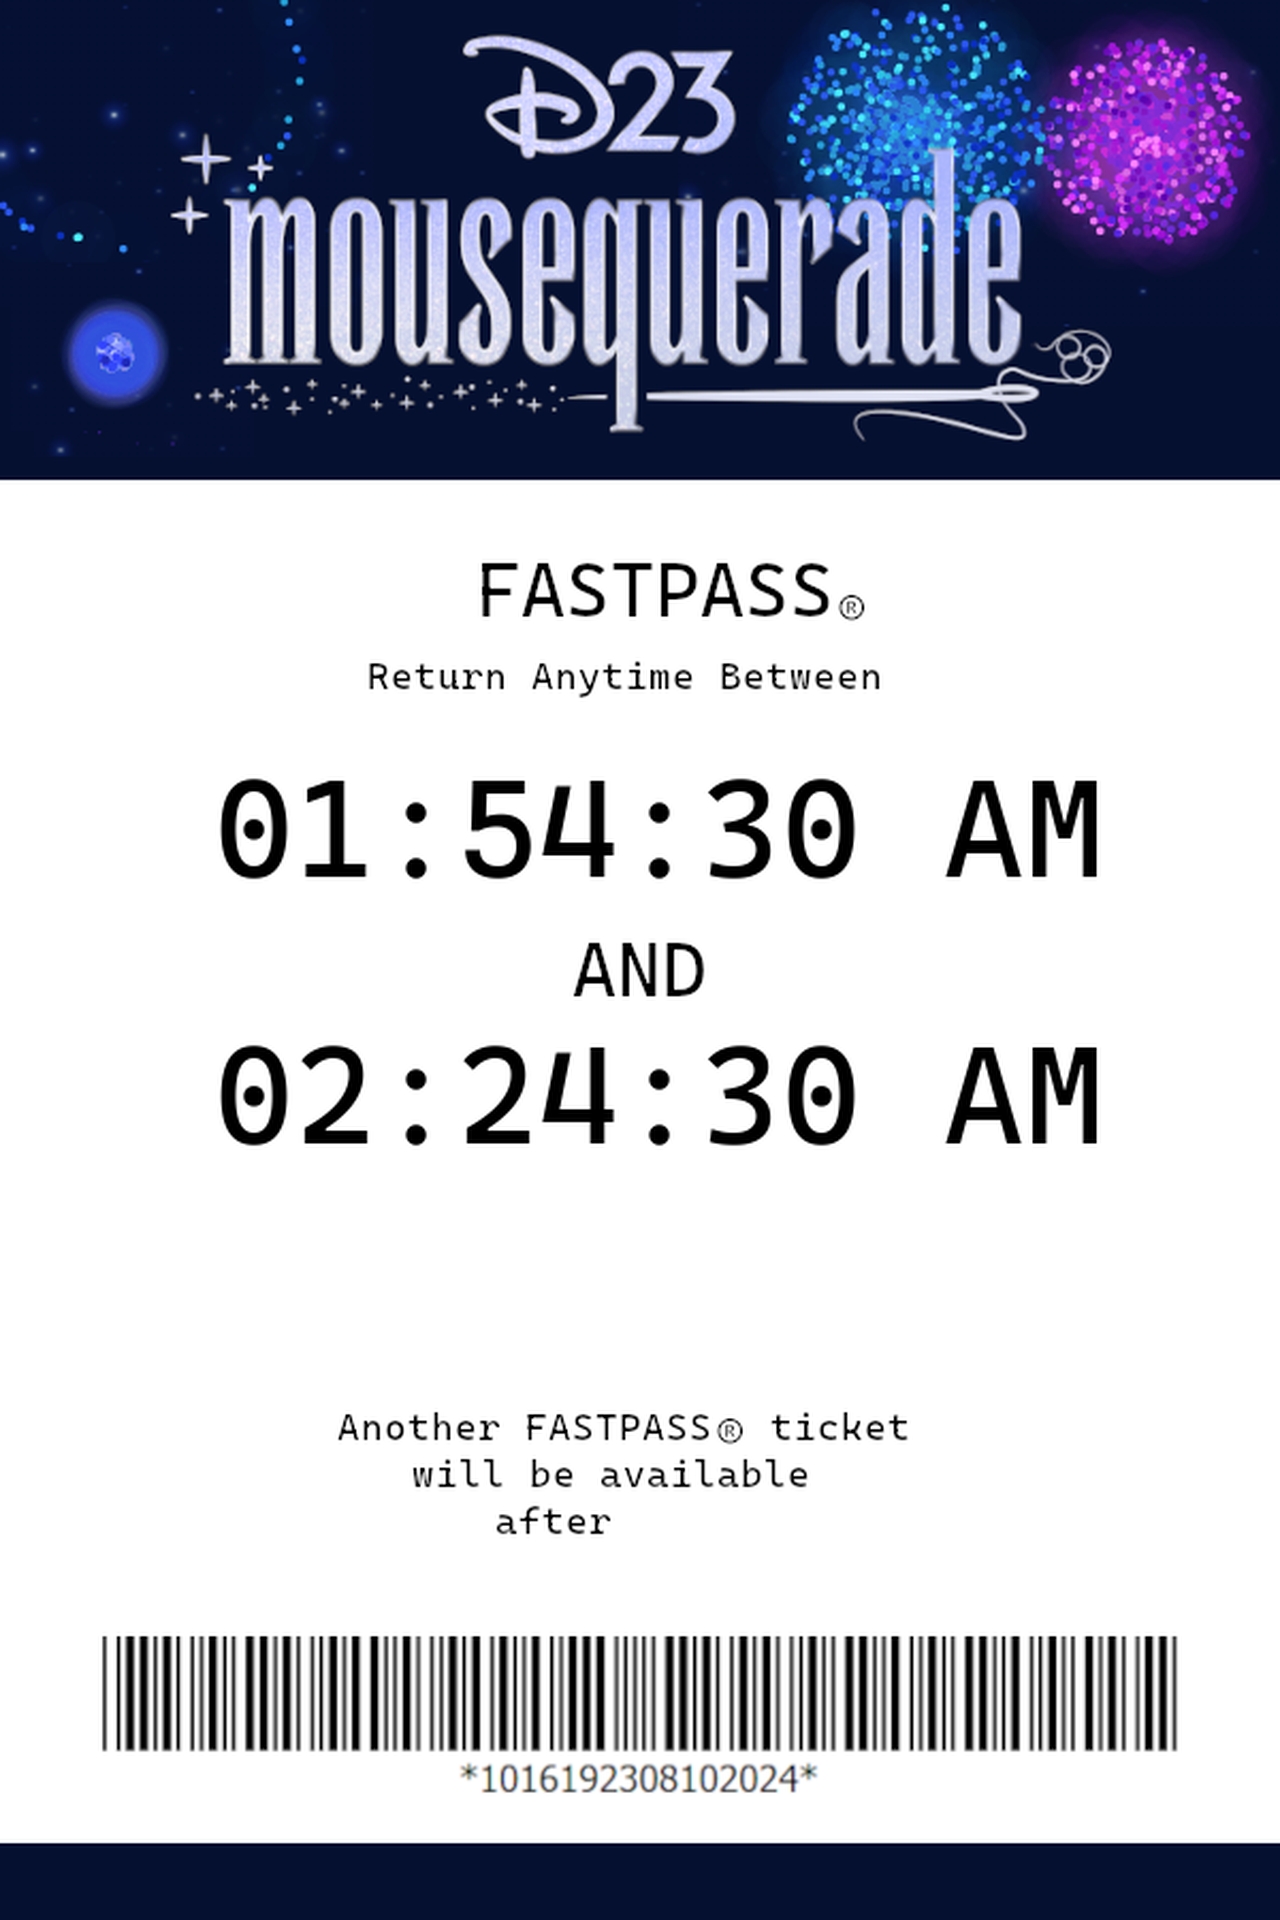 D23
mousequerade
FASTPASS®
Return Anytime Between
01:54:30 AM
AND
02:24:30 AM
Another FASTPASS® ticket
will be available
after
*1016192308102024*